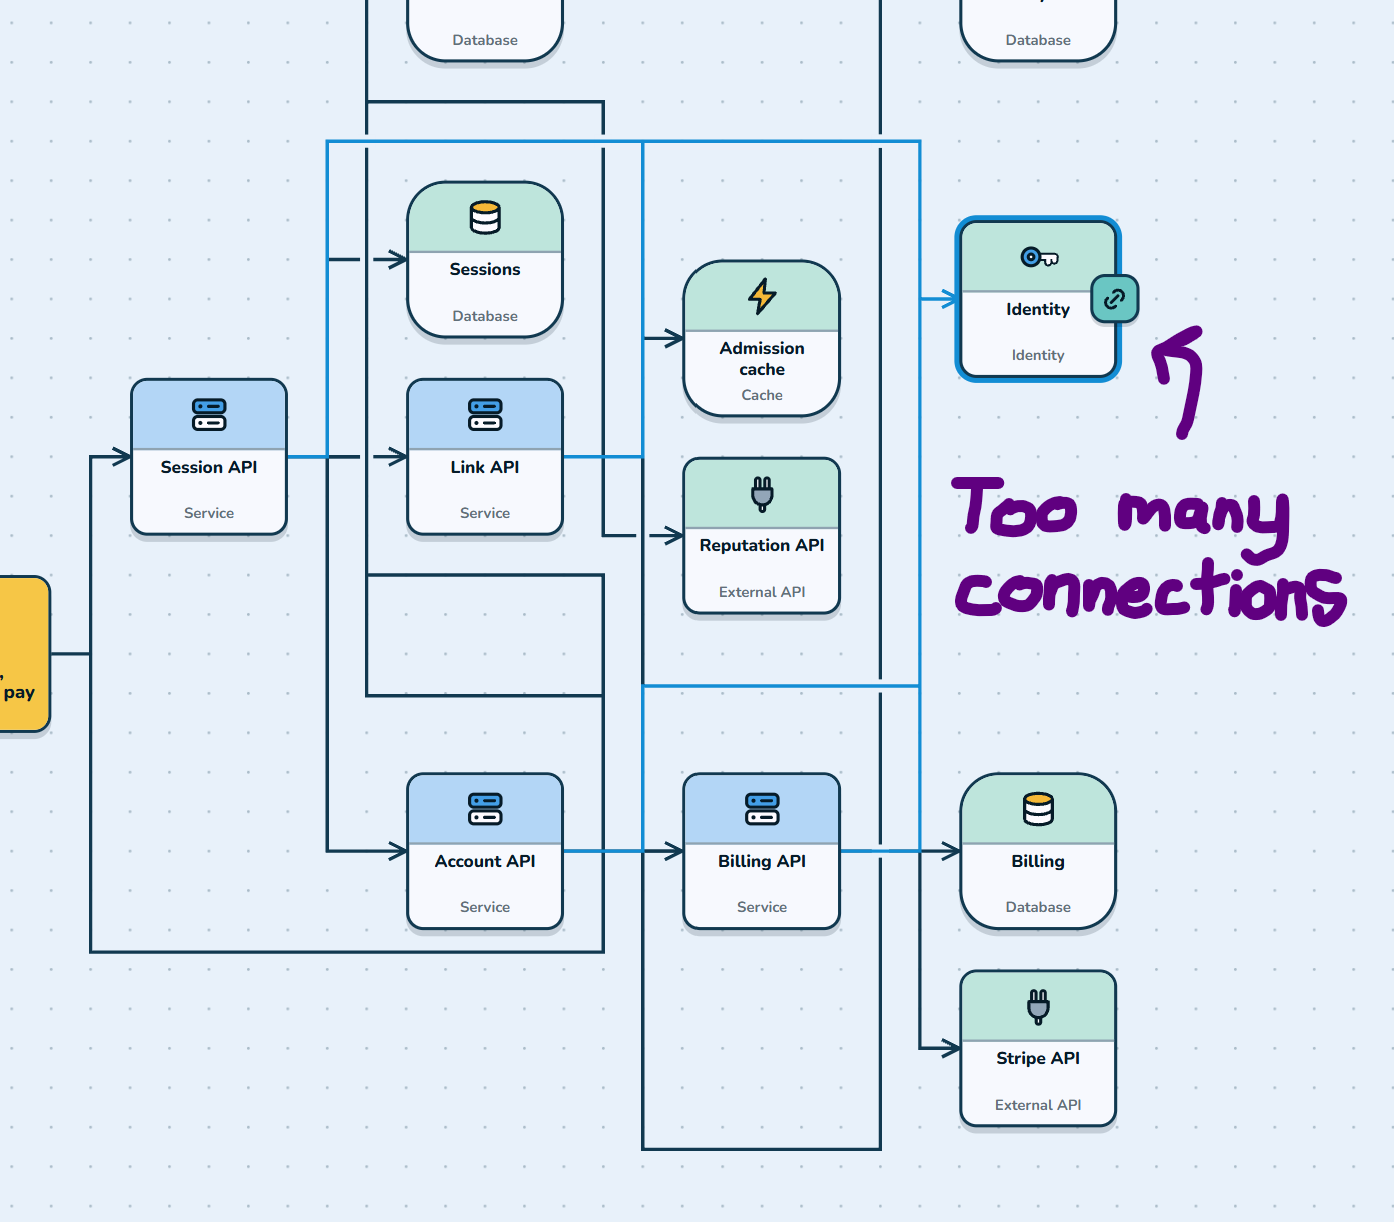 Database
Database
Sessions
Database
Identity
Identity
Admission
cache
Cache
Session API
Service
Link API
Service
Reputation API
External API
Too many
connections
pay
Account API
Service
Billing API
Service
Billing
Database
Stripe API
External API